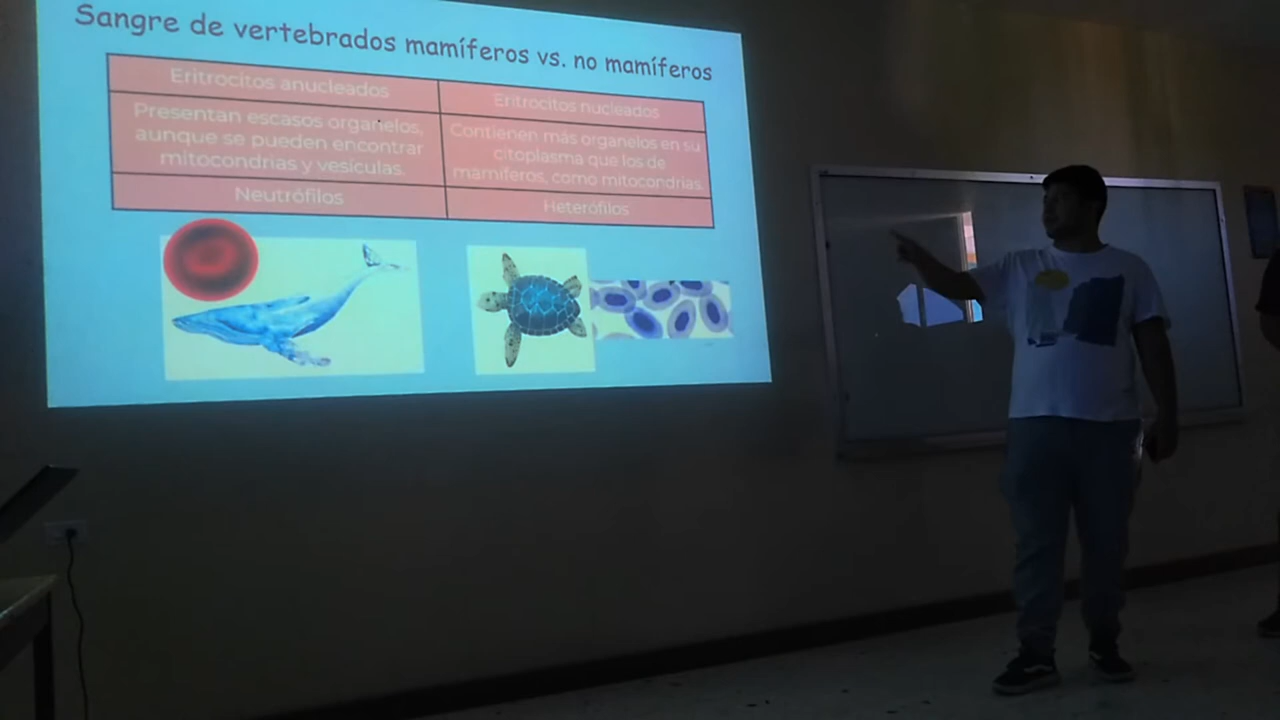 Sangre de vertebrados mamíferos vs. no mamíferos
Eritrocitos anucleados
Eritrocitos nucleados
Presentan escasos organelos,
aunque se pueden encontrar
mitocondrias y vesículas.
Contienen más organelos en su
citoplasma que los de
mamíferos, como mitocondrias.
Neutrófilos
Heterófilos